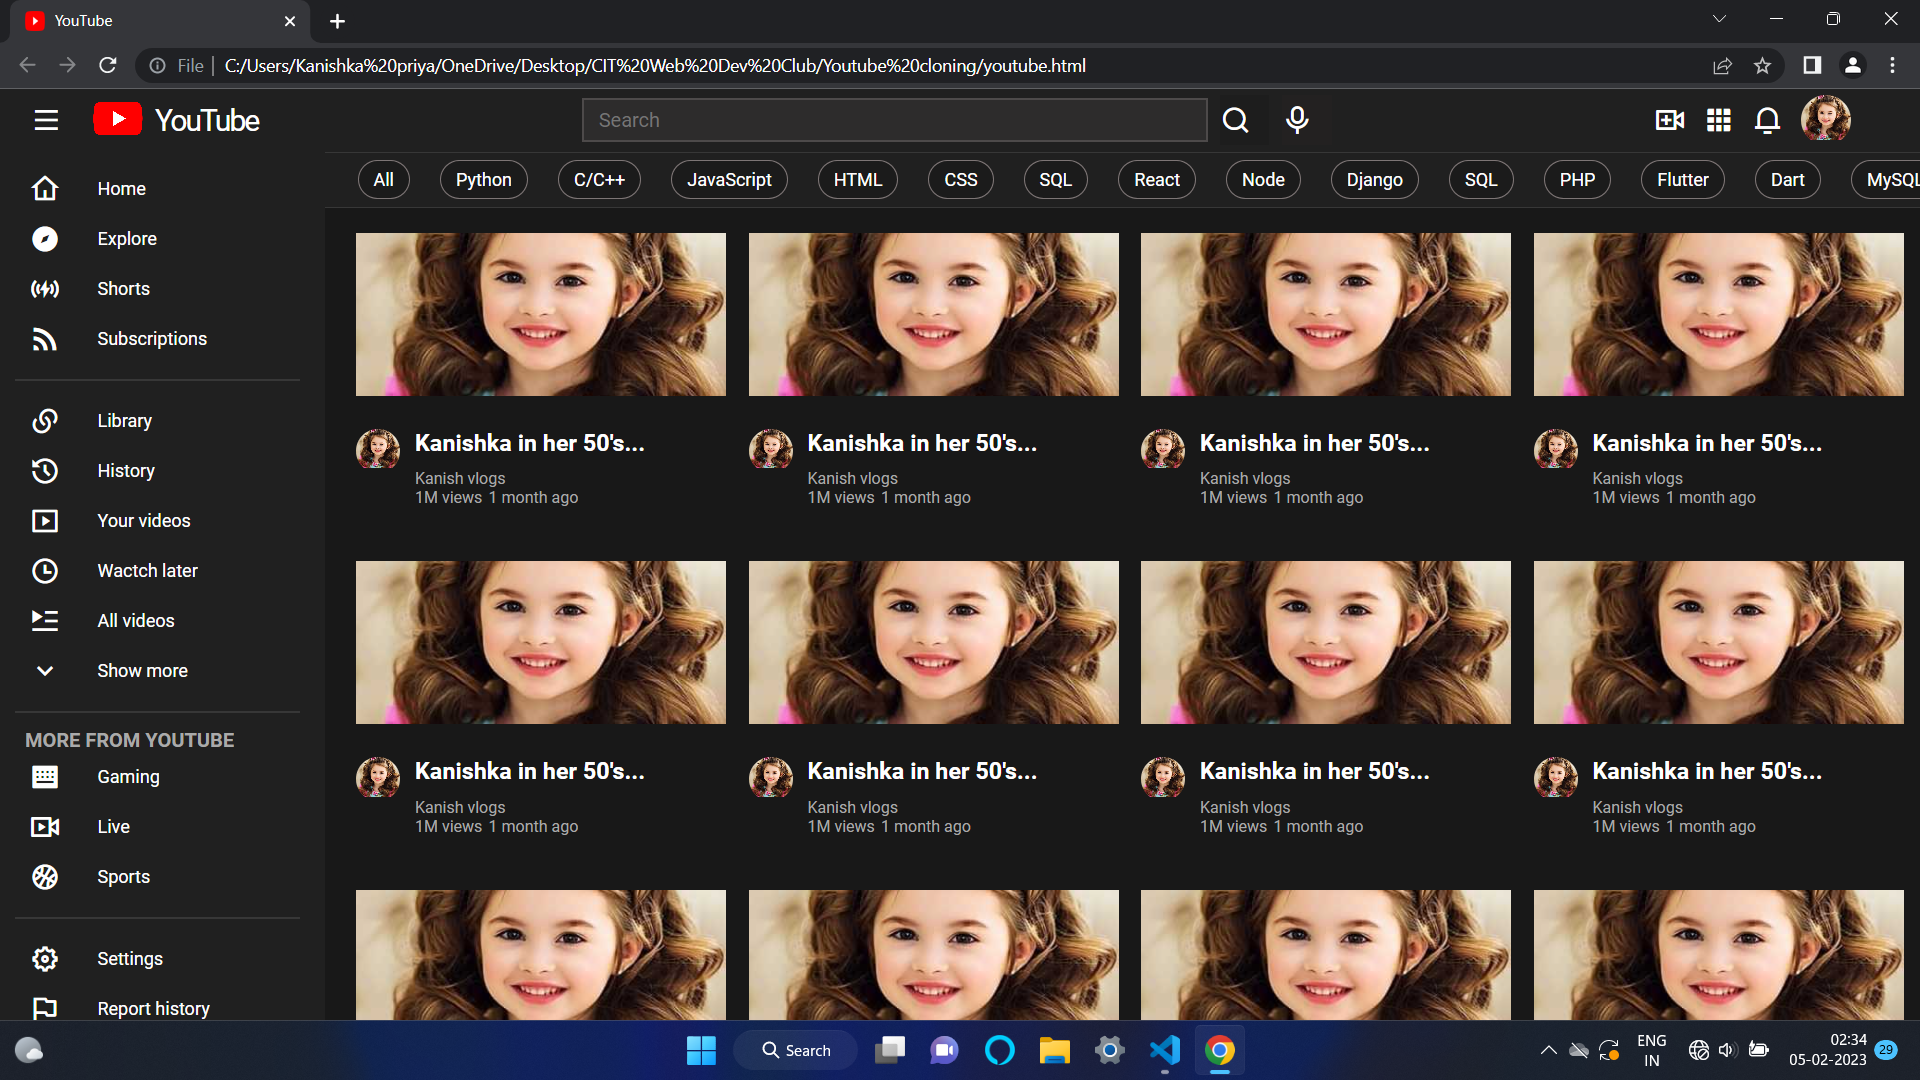 YouTube
File | C:/Users/Kanishka%20priya/OneDrive/Desktop/CIT%20Web%20Dev%20Club/Youtube%20cloning/youtube.html
YouTube
Search
All Python C/C++ JavaScript HTML CSS SQL React Node Django SQL PHP Flutter Dart MySQL
Home
Explore
Shorts
Subscriptions
Library
History
Your videos
Wactch later
All videos
Show more
MORE FROM YOUTUBE
Gaming
Live
Sports
Settings
Report history
Kanishka in her 50's... Kanishka in her 50's... Kanishka in her 50's... Kanishka in her 50's...
Kanish vlogs Kanish vlogs Kanish vlogs Kanish vlogs
1M views 1 month ago 1M views 1 month ago 1M views 1 month ago 1M views 1 month ago
Kanishka in her 50's... Kanishka in her 50's... Kanishka in her 50's... Kanishka in her 50's...
Kanish vlogs Kanish vlogs Kanish vlogs Kanish vlogs
1M views 1 month ago 1M views 1 month ago 1M views 1 month ago 1M views 1 month ago
Search
ENG
IN
02:34
05-02-2023
29